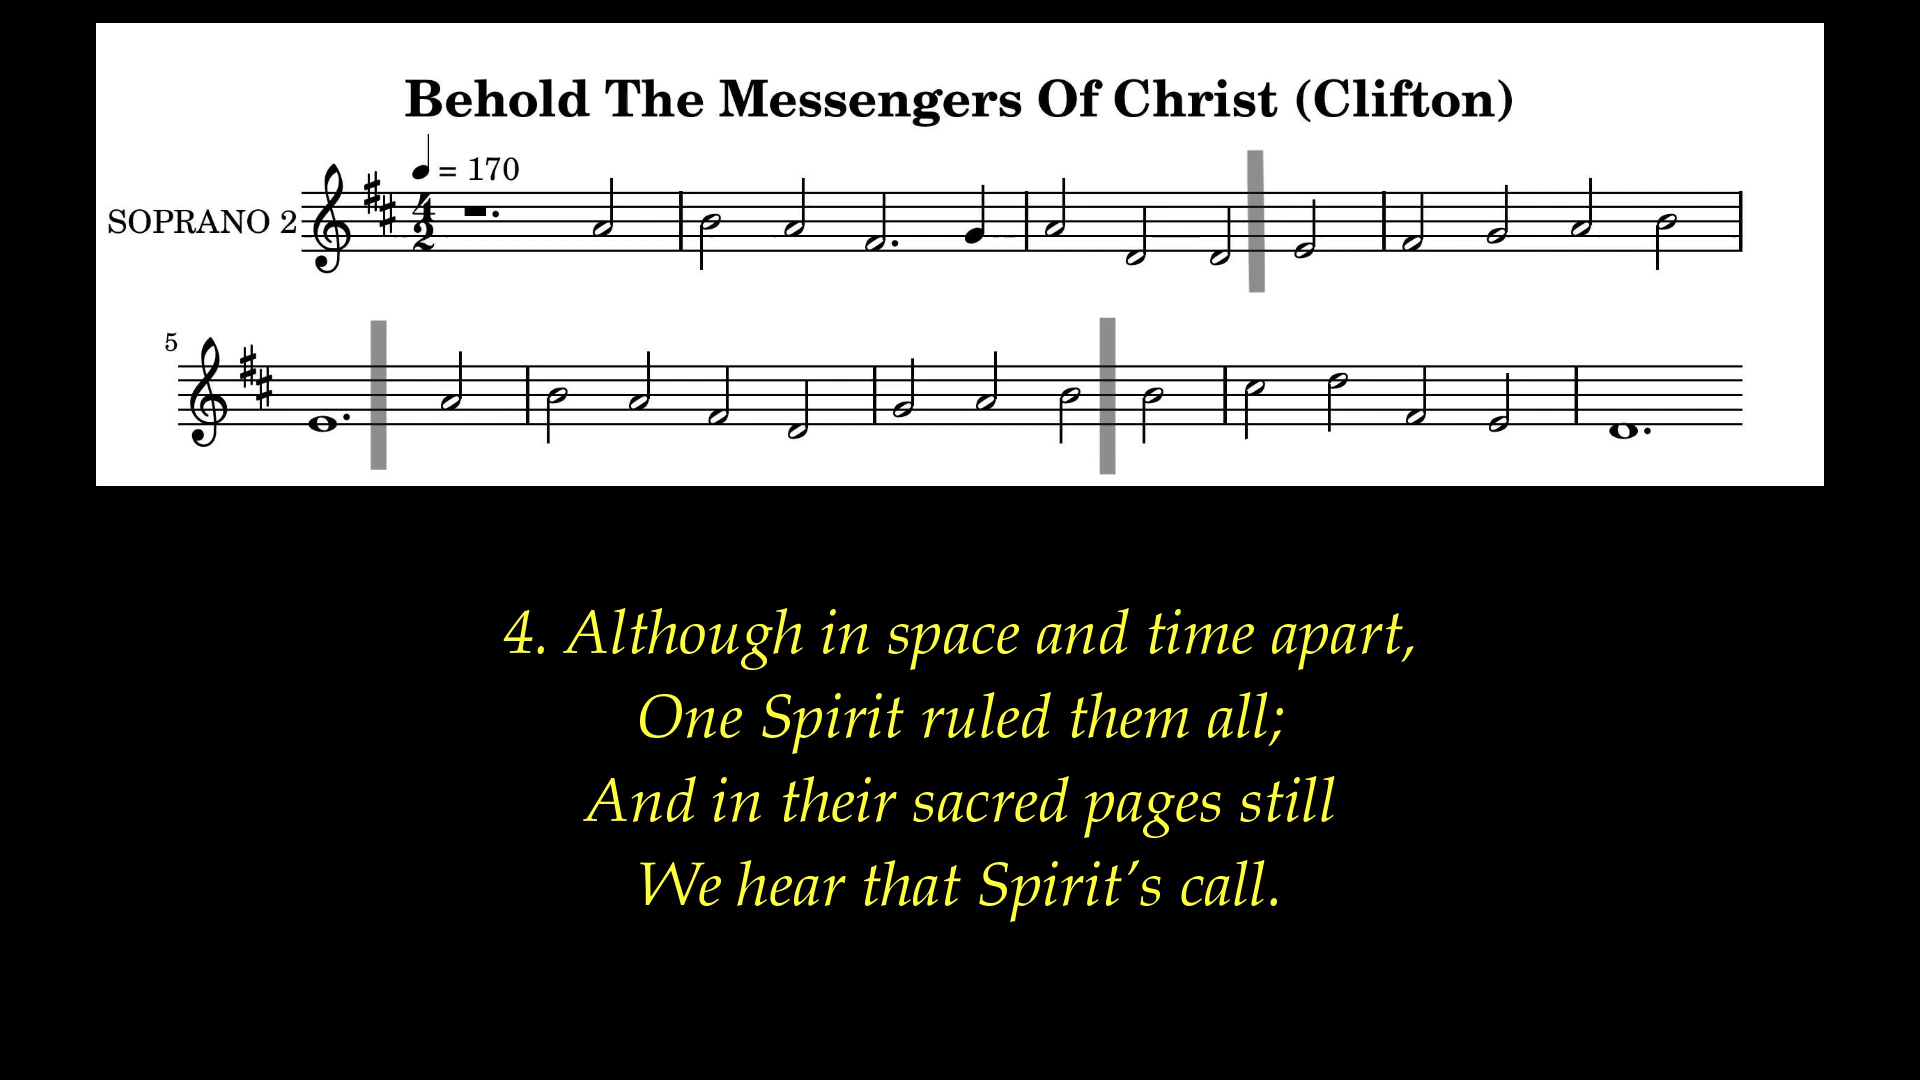 Behold The Messengers Of Christ (Clifton)
= 170
SOPRANO 2
4
2
5
4. Although in space and time apart,
One Spirit ruled them all;
And in their sacred pages still
We hear that Spirit’s call.